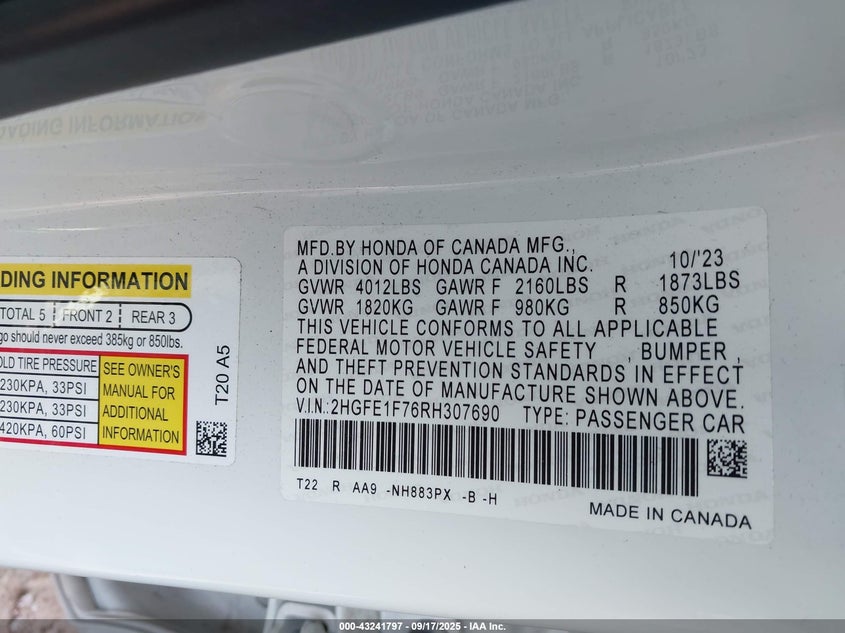 DING INFORMATION
TOTAL 5 FRONT 2 REAR 3
go should never exceed 385kg or 850lbs.
OLD TIRE PRESSURE
230KPA, 33PSI
230KPA, 33PSI
420KPA, 60PSI
SEE OWNER'S
MANUAL FOR
ADDITIONAL
INFORMATION
T20 A5
MFD.BY HONDA OF CANADA MFG.,
A DIVISION OF HONDA CANADA INC. 10/'23
GVWR 4012LBS GAWR F 2160LBS R 1873LBS
GVWR 1820KG GAWR F 980KG R 850KG
THIS VEHICLE CONFORMS TO ALL APPLICABLE
FEDERAL MOTOR VEHICLE SAFETY BUMPER,
AND THEFT PREVENTION STANDARDS IN EFFECT
ON THE DATE OF MANUFACTURE SHOWN ABOVE.
V.I.N.: 2HGFE1F76RH307690 TYPE: PASSENGER CAR
T22 R AA9 -NH883PX -B -H
MADE IN CANADA
000-43241797 - 09/17/2025 - IAA Inc.